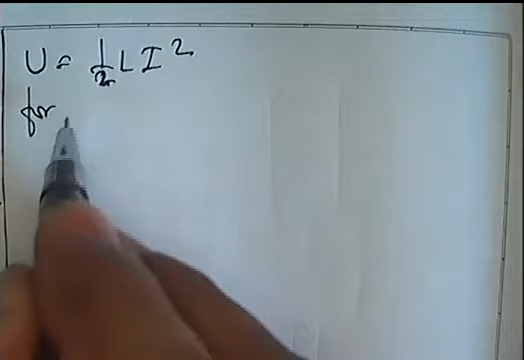 U = 1/2 L I²
for